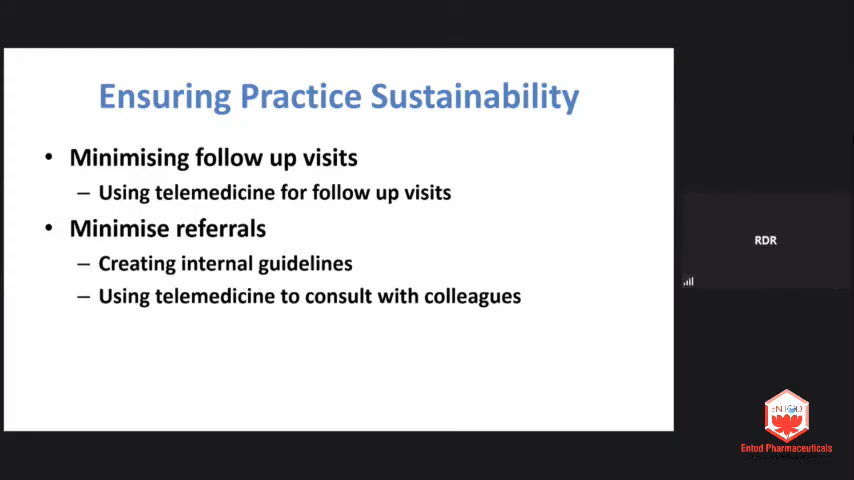 Ensuring Practice Sustainability
• Minimising follow up visits
– Using telemedicine for follow up visits
• Minimise referrals
– Creating internal guidelines
– Using telemedicine to consult with colleagues
RDR
ENTOD
Entod Pharmaceuticals